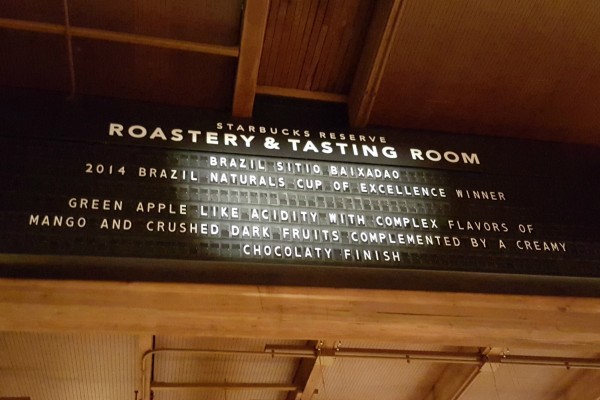 STARBUCKS RESERVE
ROASTERY & TASTING ROOM
BRAZIL SITIO BAIXADAO
2014 BRAZIL NATURALS CUP OF EXCELLENCE WINNER
GREEN APPLE LIKE ACIDITY WITH COMPLEX FLAVORS OF
MANGO AND CRUSHED DARK FRUITS COMPLEMENTED BY A CREAMY
CHOCOLATY FINISH